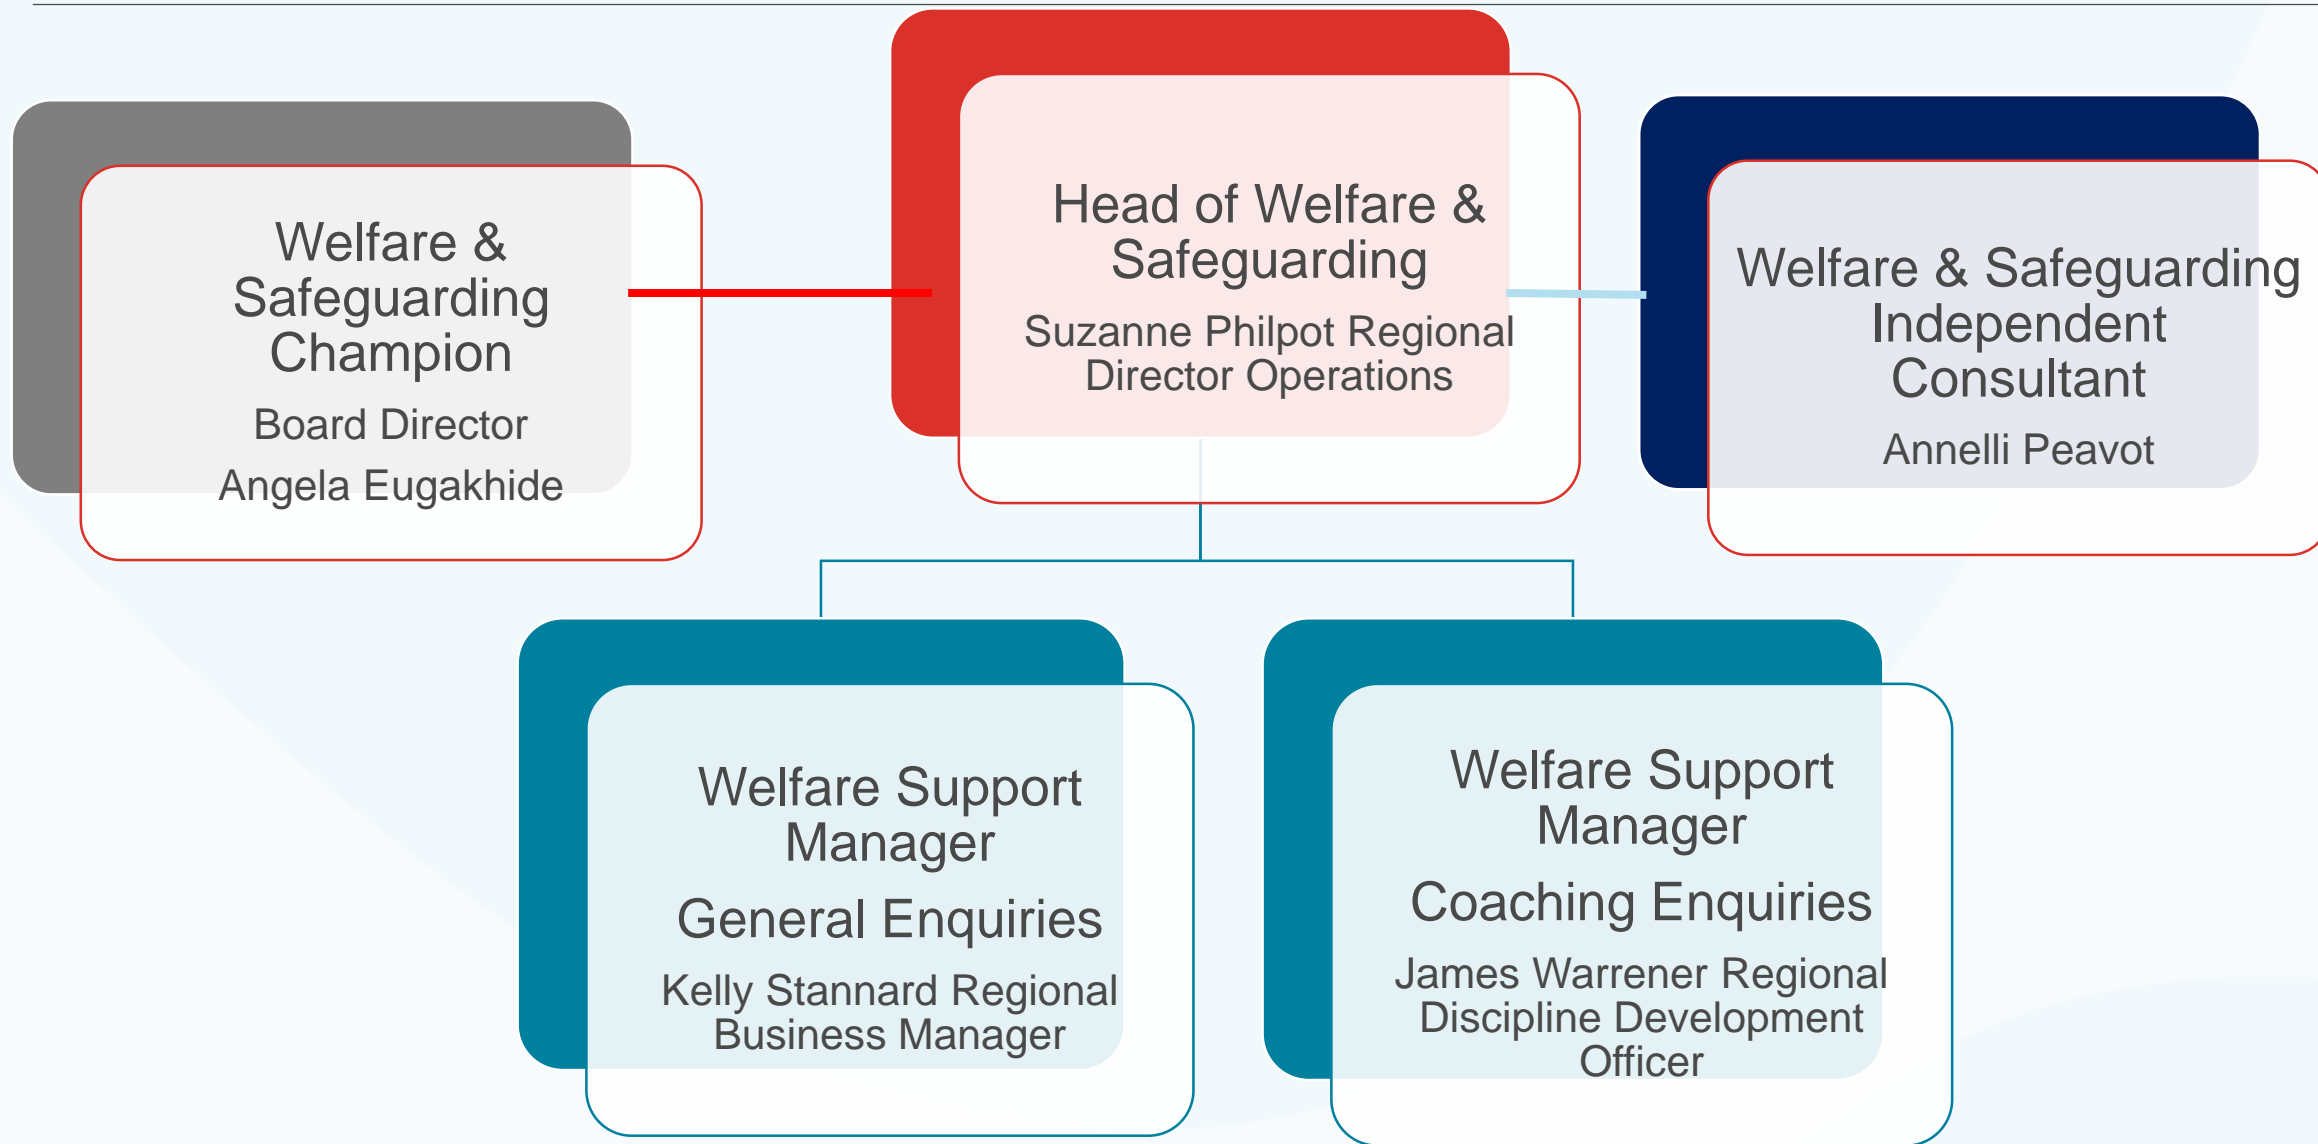 Welfare &
Safeguarding
Champion
Board Director
Angela Eugakhide
Head of Welfare &
Safeguarding
Suzanne Philpot Regional
Director Operations
Welfare & Safeguarding
Independent
Consultant
Annelli Peavot
Welfare Support
Manager
General Enquiries
Kelly Stannard Regional
Business Manager
Welfare Support
Manager
Coaching Enquiries
James Warrener Regional
Discipline Development
Officer